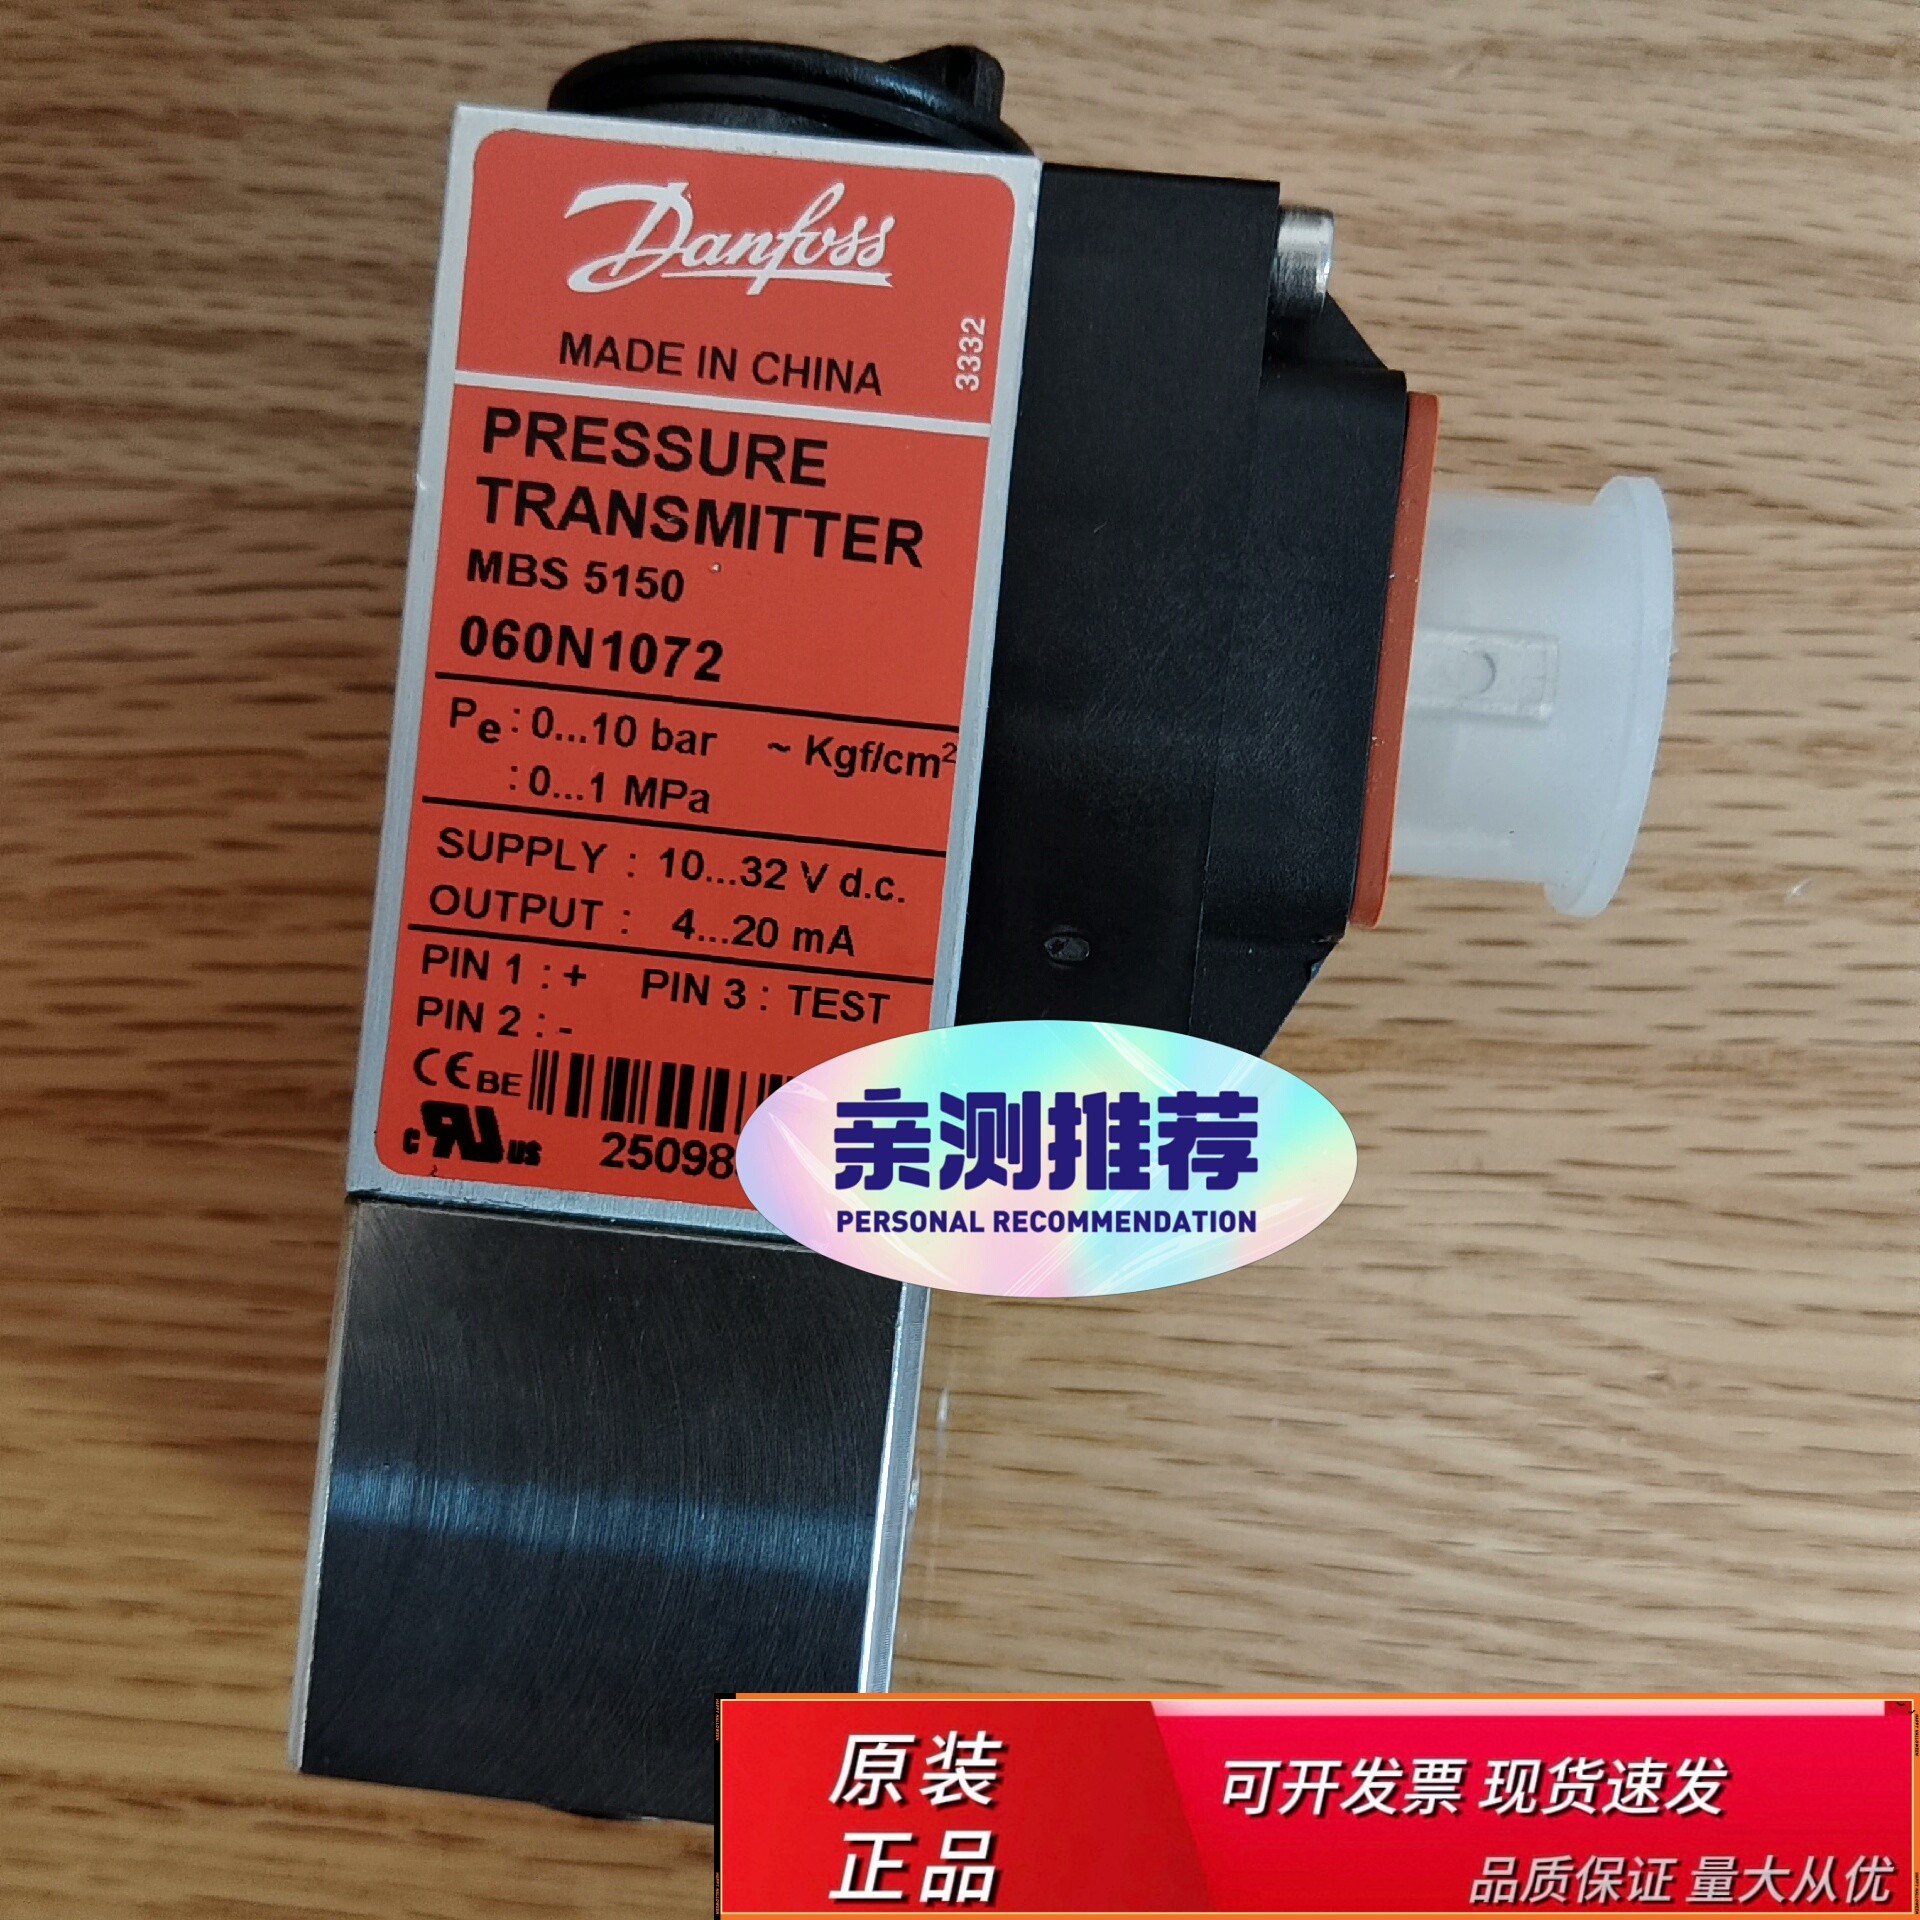 Danfoss
MADE IN CHINA
3332
PRESSURE
TRANSMITTER
MBS 5150
060N1072
Pe : 0...10 bar ~ Kgf/cm²
: 0...1 MPa
SUPPLY : 10...32 V d.c.
OUTPUT : 4...20 mA
PIN 1 : + PIN 3 : TEST
PIN 2 : -
CE BE
c RU us
25098
亲测推荐
PERSONAL RECOMMENDATION
原装
正品
可开发票 现货速发
品质保证 量大从优